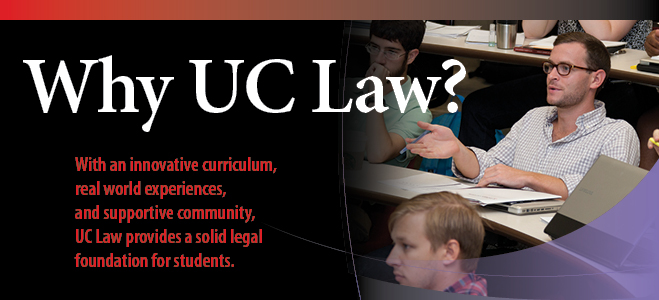 Why UC Law?
With an innovative curriculum,
real world experiences,
and supportive community,
UC Law provides a solid legal
foundation for students.